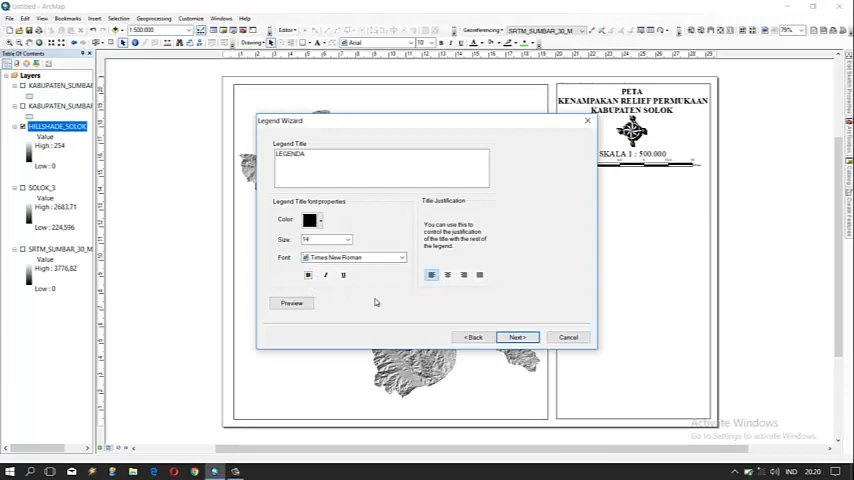 Untitled - ArcMap
File Edit View Bookmarks Insert Selection Geoprocessing Customize Windows Help
1:500.000
Editor
Georeferencing
SRTM_SUMBAR_30_M
79%
Drawing
Arial
10
B I U A
Table Of Contents
Layers
KABUPATEN_SUMBAR
KABUPATEN_SUMBAR
HILLSHADE_SOLOK
Value
High : 254
Low : 0
SOLOK_3
Value
High : 2683,71
Low : 224,596
SRTM_SUMBAR_30_M
Value
High : 3776,82
Low : 0
PETA
KENAMPAKAN RELIEF PERMUKAAN
KABUPATEN SOLOK
SKALA 1 : 500.000
Legend Wizard
Legend Title
LEGENDA
Legend Title font properties
Color:
Size: 14
Font: Times New Roman
Title Justification
You can use this to
control the justification
of the title with the rest of
the legend.
Preview
< Back
Next >
Cancel
ArcToolbox
Catalog
Activate Windows
Go to Settings to activate Windows.
IND
20.20